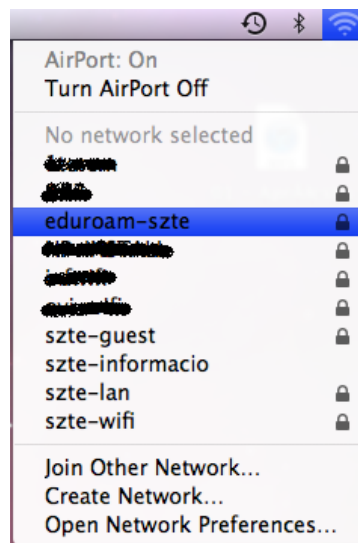 AirPort: On
Turn AirPort Off
No network selected
eduroam-szte
szte-guest
szte-informacio
szte-lan
szte-wifi
Join Other Network...
Create Network...
Open Network Preferences...